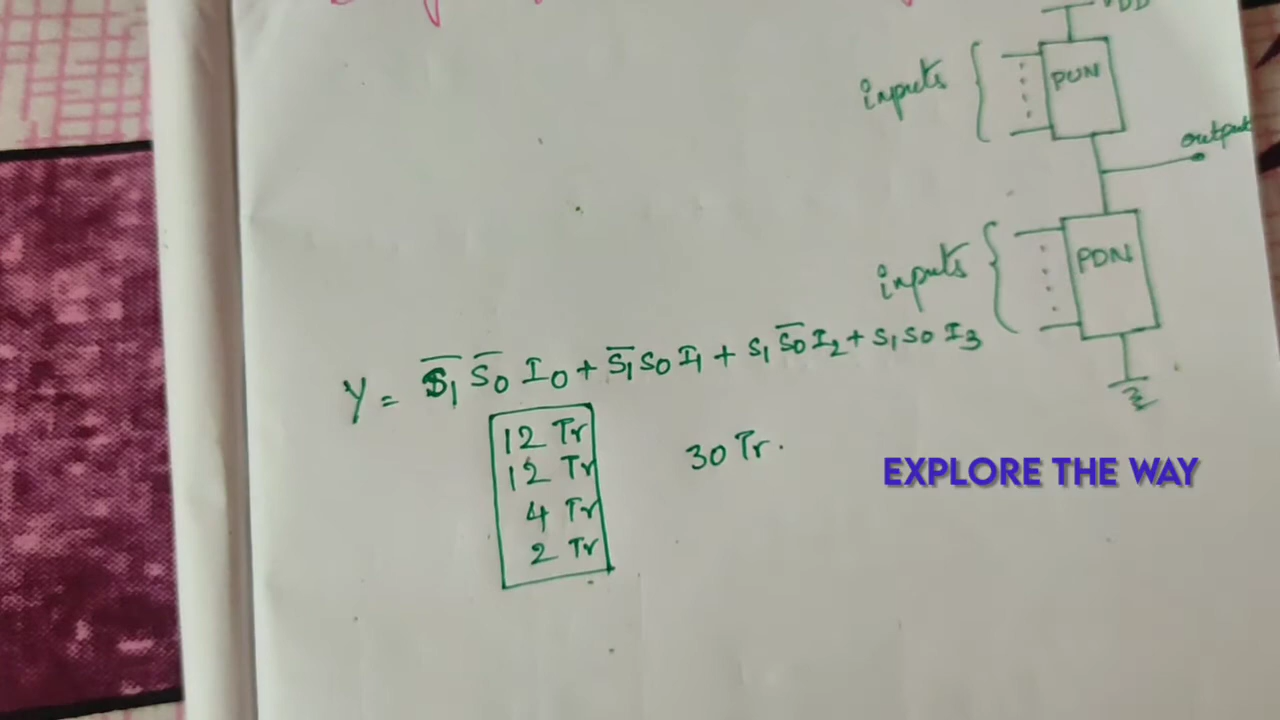 VDD
inputs
PUN
output
inputs
PDN
Y = S̅₁ S̅₀ I₀ + S̅₁ S₀ I₁ + S₁ S̅₀ I₂ + S₁ S₀ I₃
12 Tr
12 Tr
4 Tr
2 Tr
30 Tr.
EXPLORE THE WAY